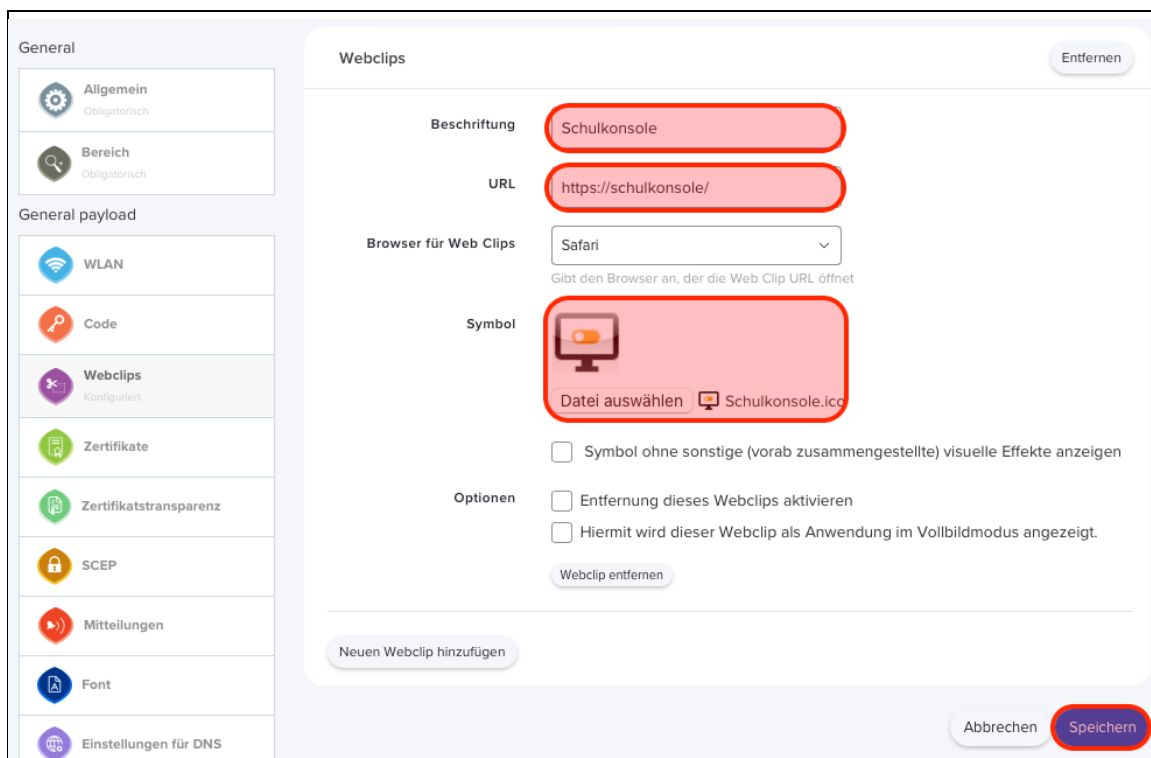 General
Allgemein
Obligatorisch
Bereich
Obligatorisch
General payload
WLAN
Code
Webclips
Konfiguriert
Zertifikate
Zertifikatstransparenz
SCEP
Mitteilungen
Font
Einstellungen für DNS
Webclips
Entfernen
Beschriftung
Schulkonsole
URL
https://schulkonsole/
Browser für Web Clips
Safari
Gibt den Browser an, der die Web Clip URL öffnet
Symbol
Datei auswählen Schulkonsole.ico
Symbol ohne sonstige (vorab zusammengestellte) visuelle Effekte anzeigen
Optionen
Entfernung dieses Webclips aktivieren
Hiermit wird dieser Webclip als Anwendung im Vollbildmodus angezeigt.
Webclip entfernen
Neuen Webclip hinzufügen
Abbrechen
Speichern